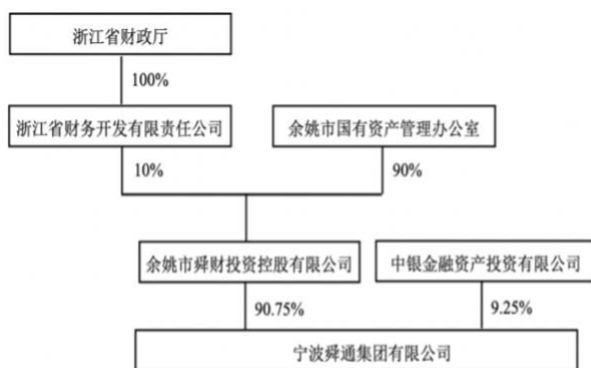 浙江省财政厅
100%
浙江省财务开发有限责任公司
余姚市国有资产管理办公室
10%
90%
余姚市舜财投资控股有限公司
中银金融资产投资有限公司
90.75%
9.25%
宁波舜通集团有限公司